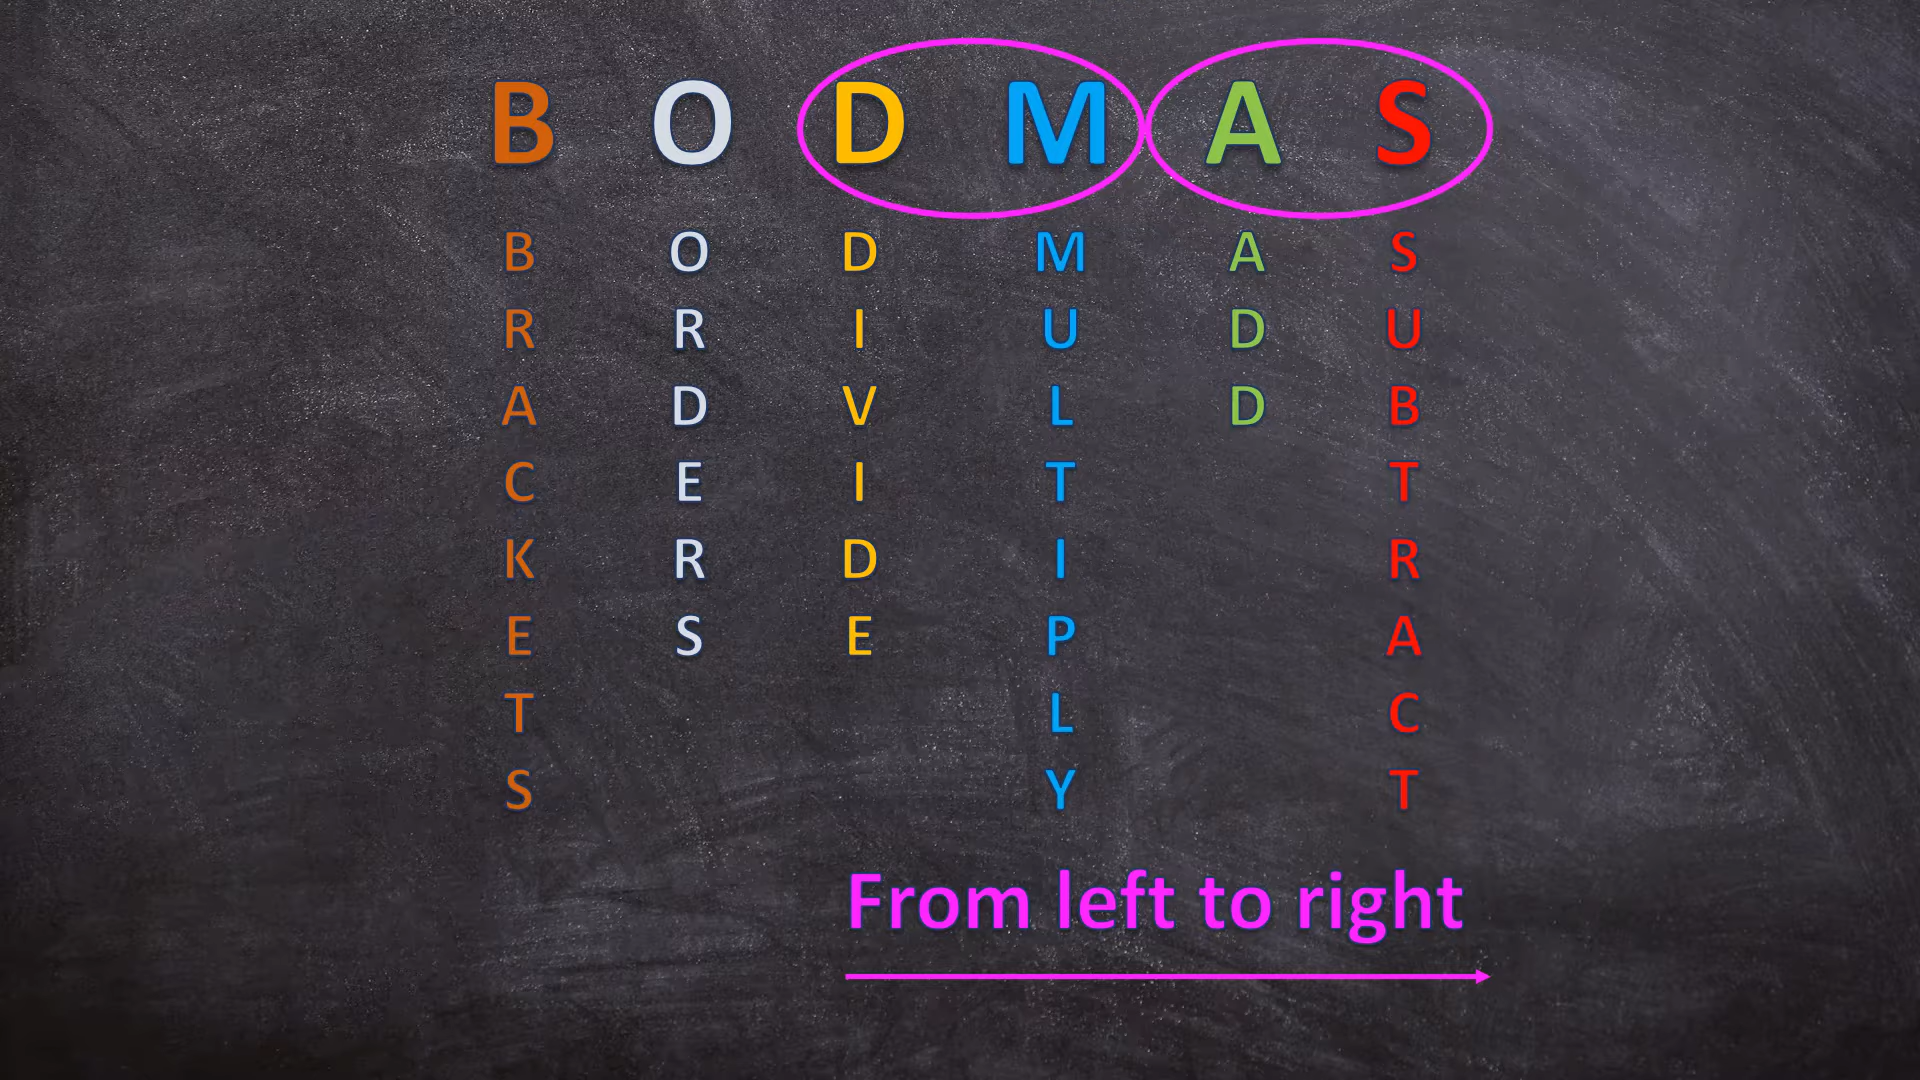 B O D M A S
BRACKETS
ORDERS
DIVIDE
MULTIPLY
ADD
SUBTRACT
From left to right